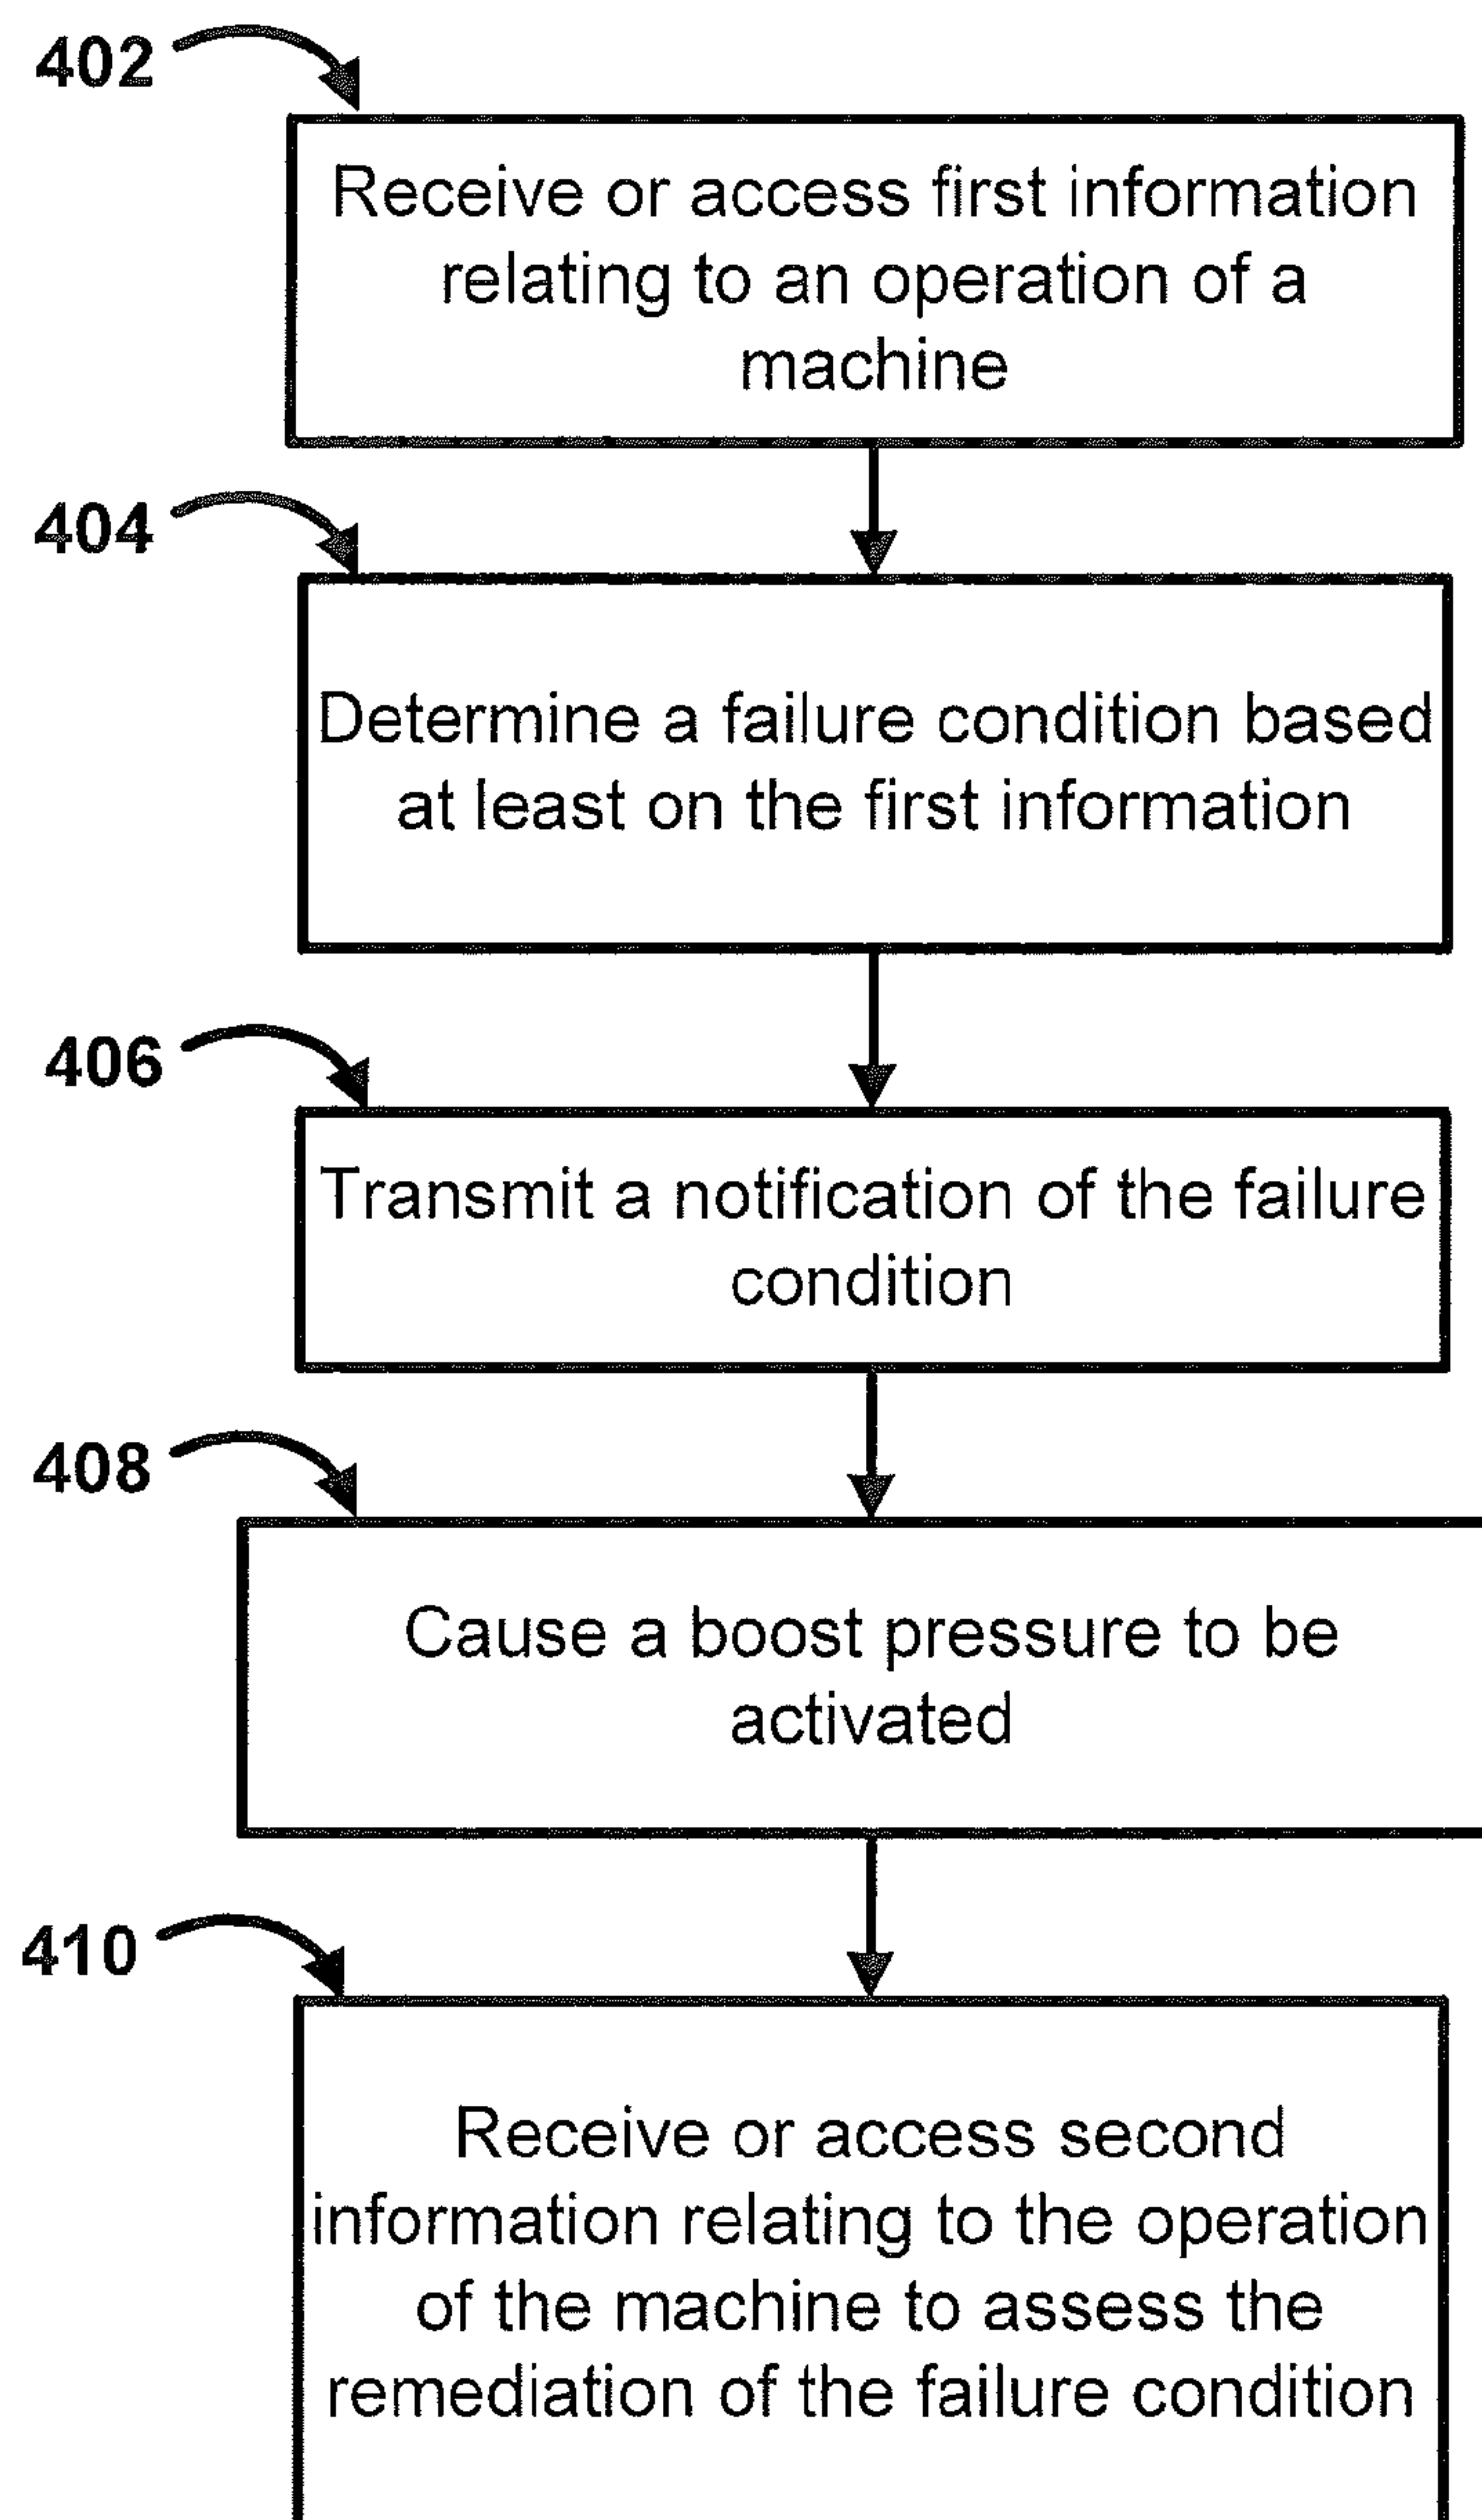 402
Receive or access first information
relating to an operation of a
machine
404
Determine a failure condition based
at least on the first information
406
Transmit a notification of the failure
condition
408
Cause a boost pressure to be
activated
410
Receive or access second
information relating to the operation
of the machine to assess the
remediation of the failure condition